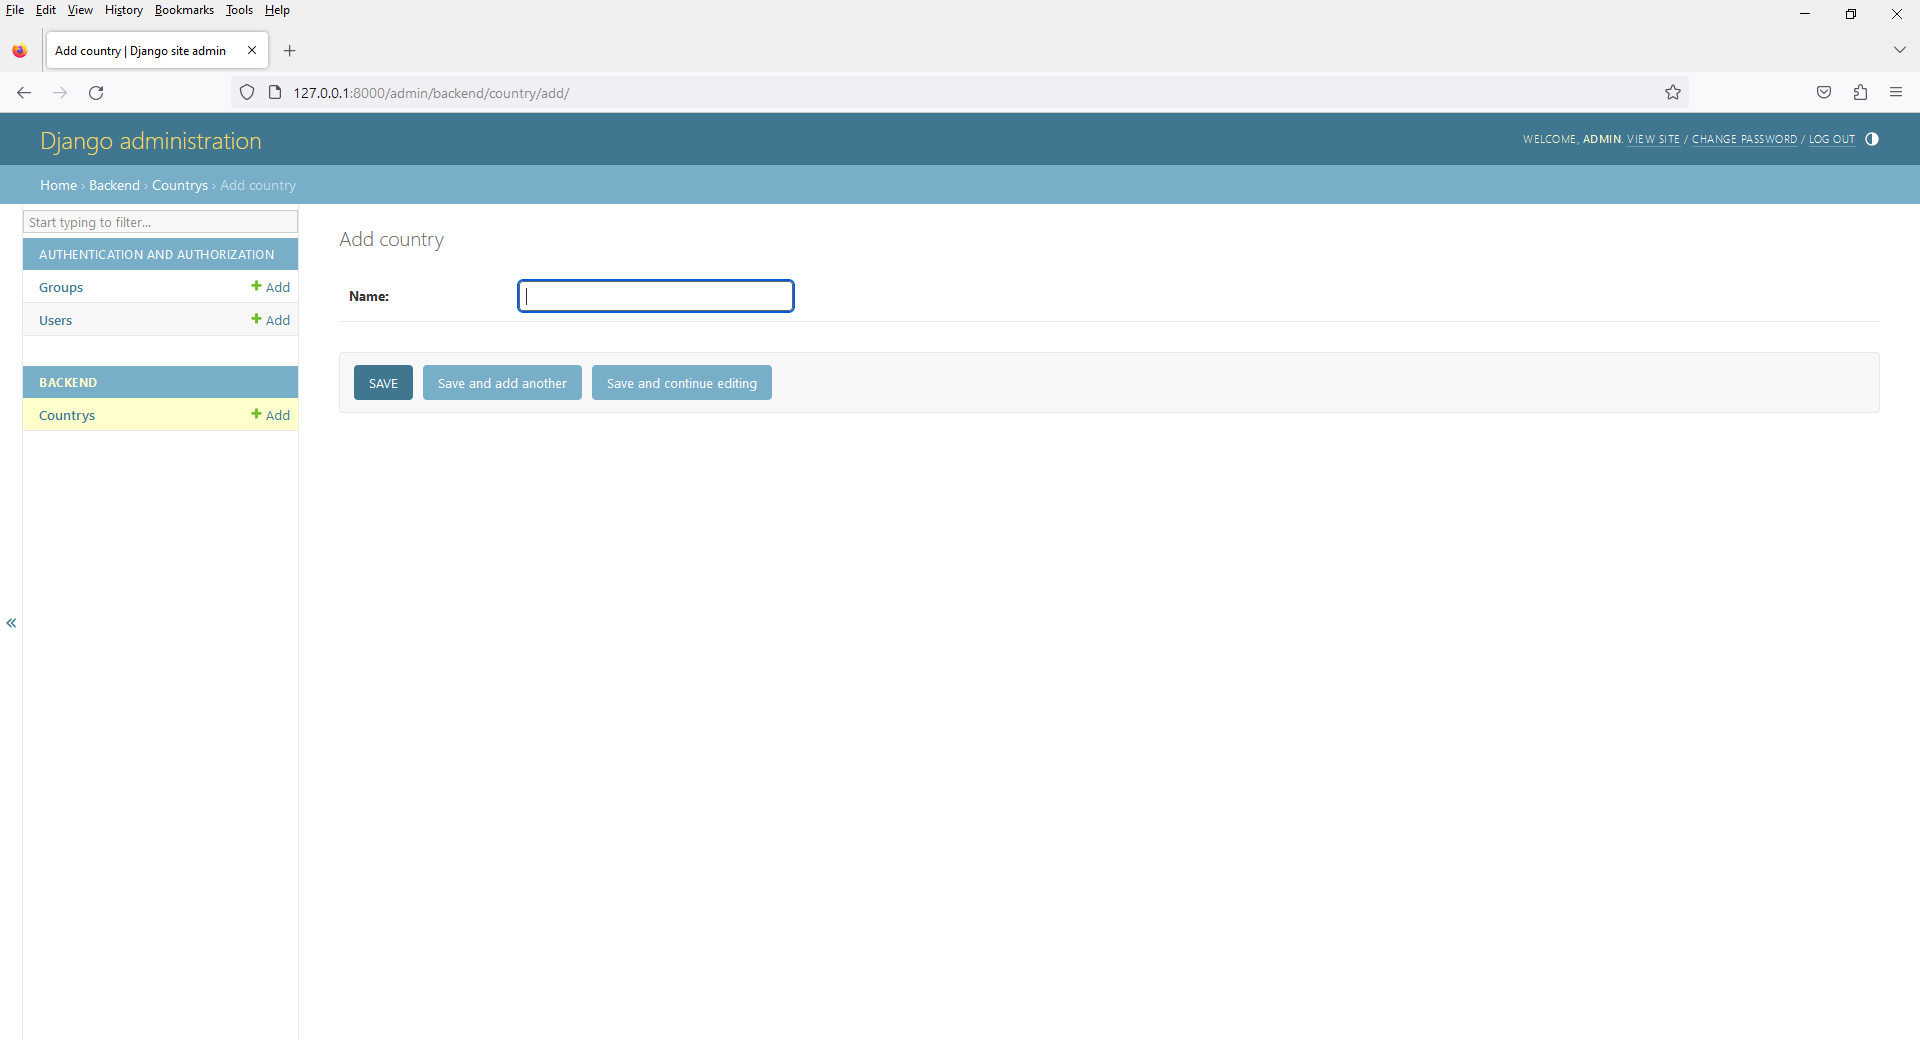 File Edit View History Bookmarks Tools Help
Add country | Django site admin
127.0.0.1:8000/admin/backend/country/add/
Django administration
WELCOME, ADMIN. VIEW SITE / CHANGE PASSWORD / LOG OUT
Home › Backend › Countrys › Add country
Start typing to filter...
AUTHENTICATION AND AUTHORIZATION
Groups + Add
Users + Add
BACKEND
Countrys + Add
«
Add country
Name:
SAVE Save and add another Save and continue editing